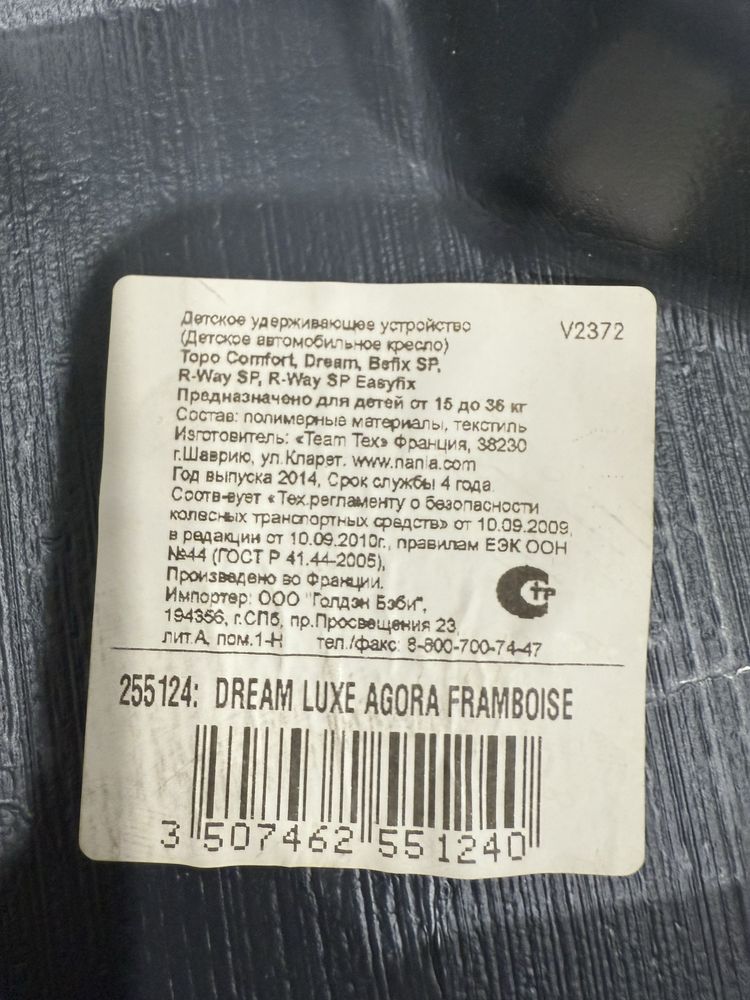 Детское удерживающее устройство
V2372
(Детское автомобильное кресло)
Topo Comfort, Dream, Befix SP,
R-Way SP, R-Way SP Easyfix
Предназначено для детей от 15 до 36 кг
Состав: полимерные материалы, текстиль
Изготовитель: «Team Tex» Франция, 38230
г.Шаврию, ул.Кларет. www.nania.com
Год выпуска 2014, Срок службы 4 года.
Соотв-вует «Тех.регламенту о безопасности
колесных транспортных средств» от 10.09.2009,
в редакции от 10.09.2010г., правилам ЕЭК ООН
№44 (ГОСТ Р 41.44-2005),
Произведено во Франции.
Импортер: ООО "Голдэн Бэби",
194356, г.СПб, пр.Просвещения 23,
лит.А, пом.1-Н тел./факс: 8-800-700-74-47
255124: DREAM LUXE AGORA FRAMBOISE
3 507462 551240